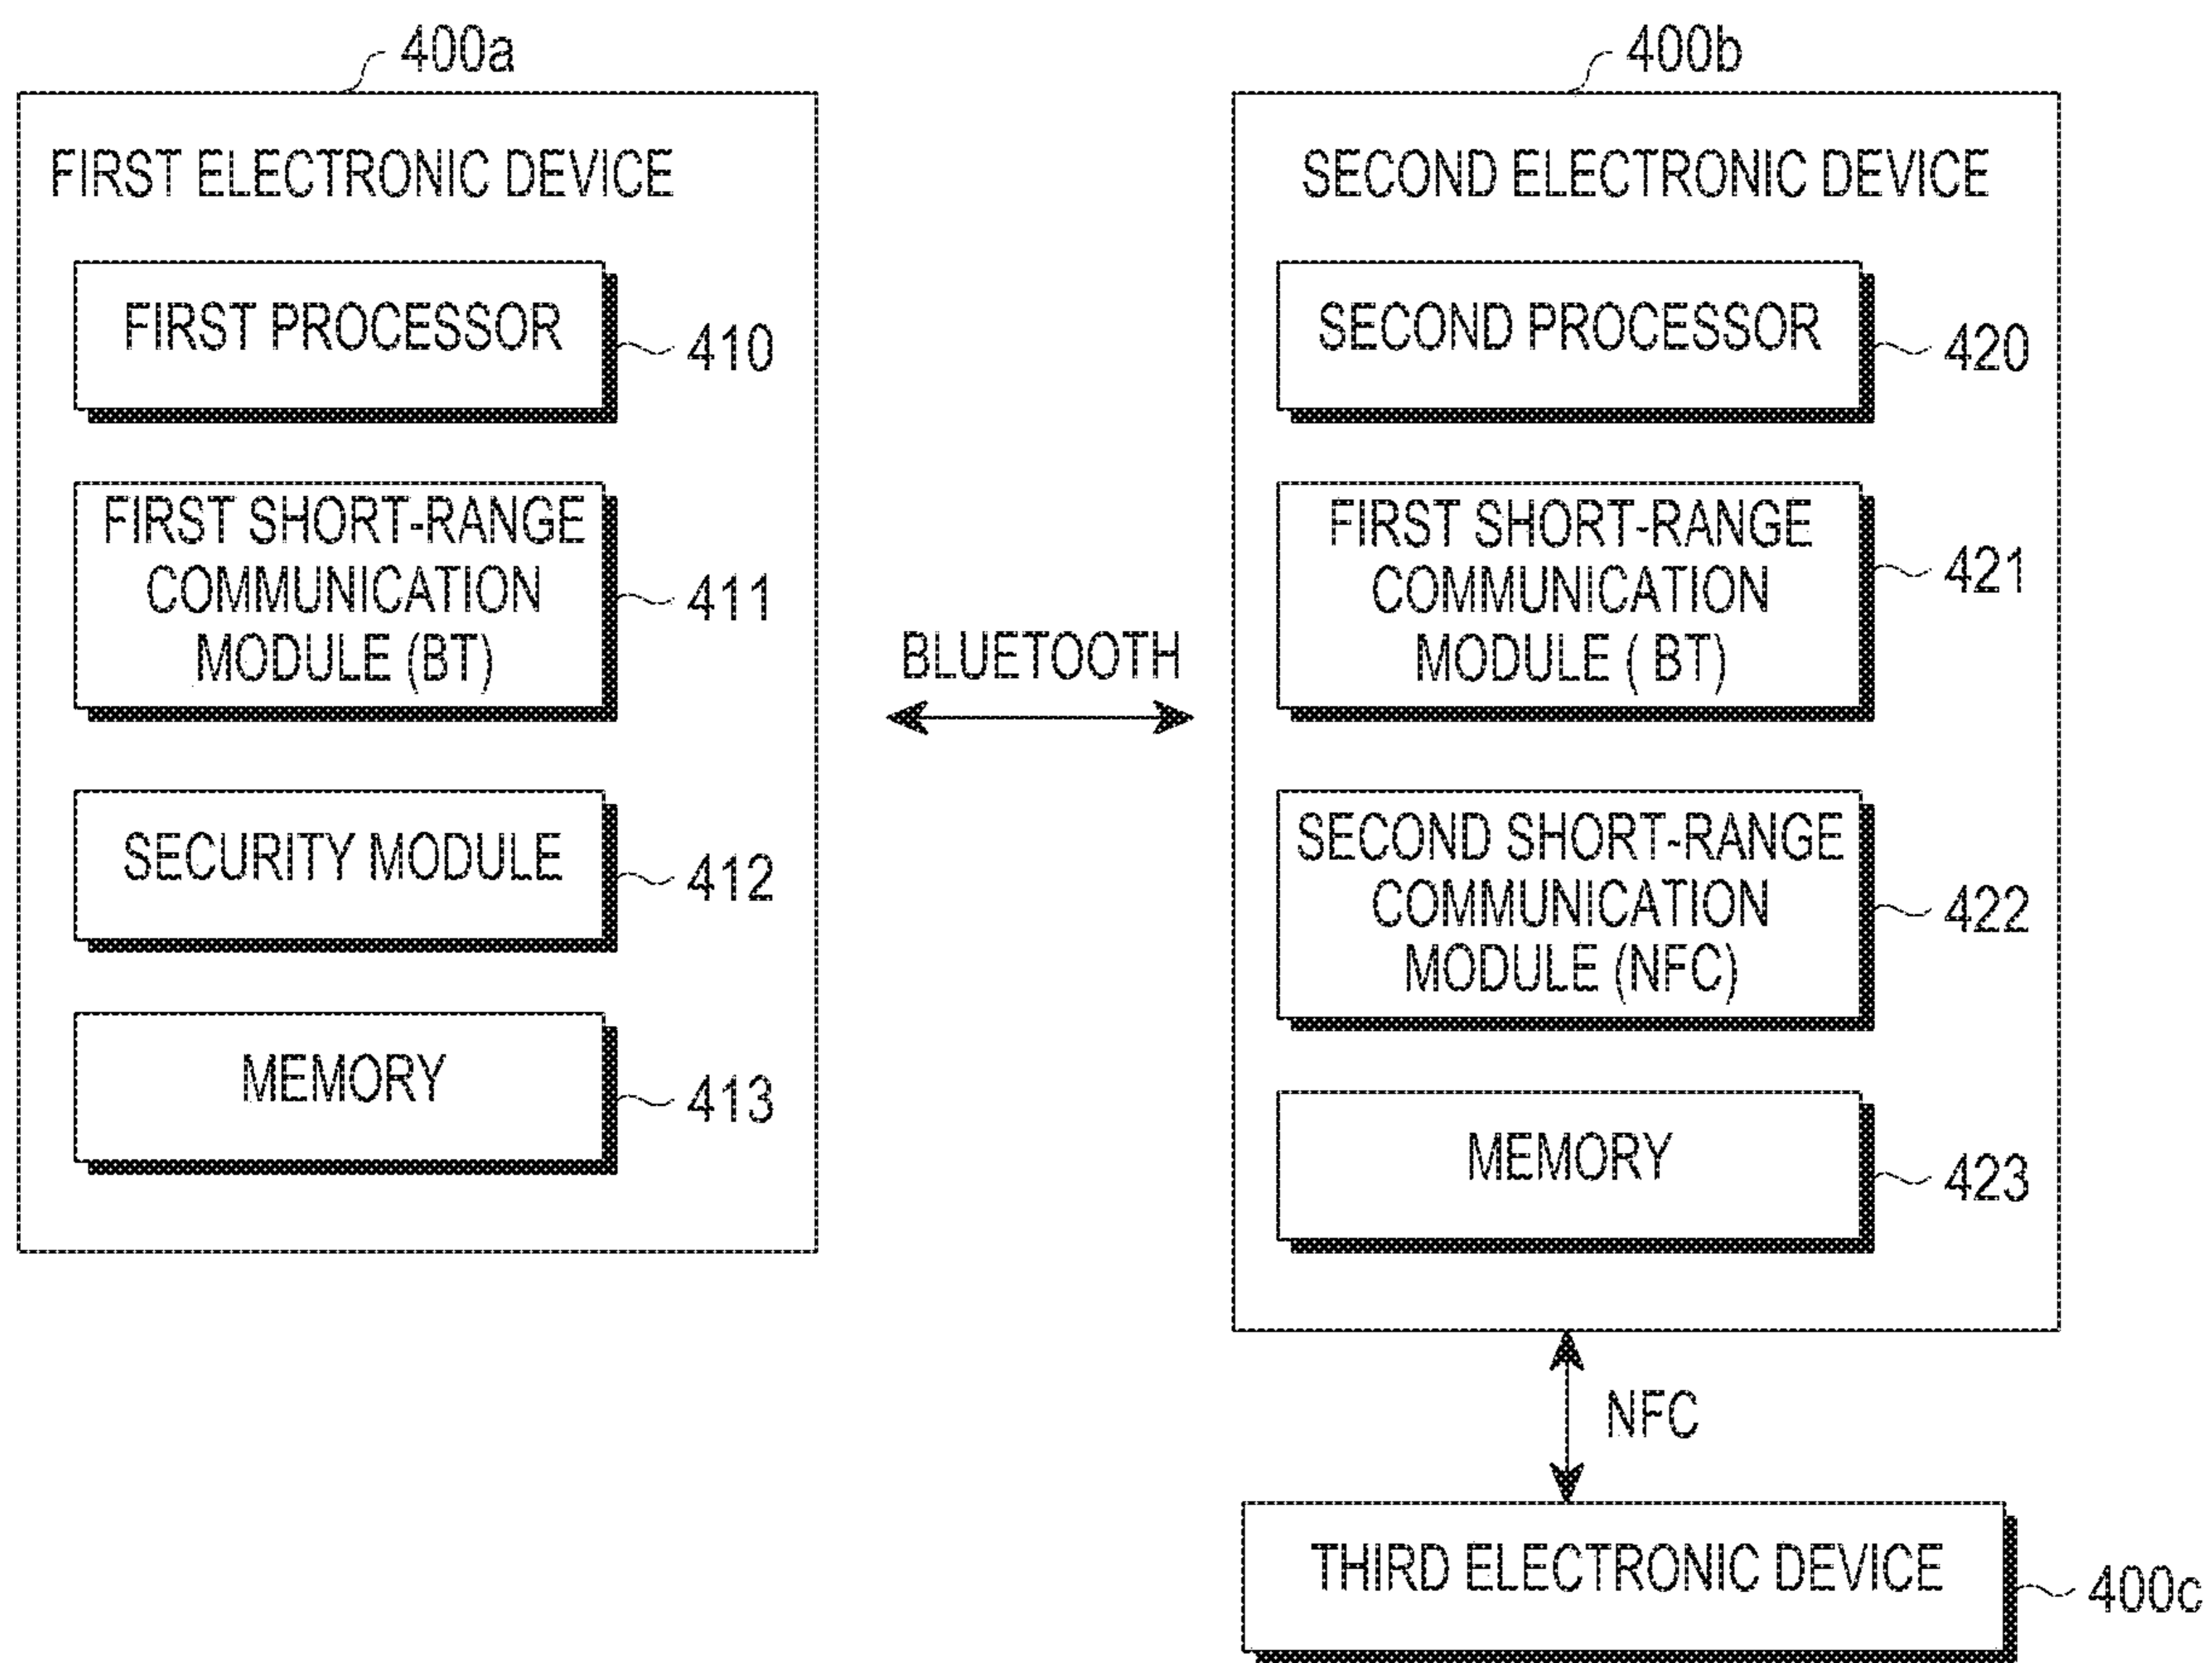 400a
FIRST ELECTRONIC DEVICE
FIRST PROCESSOR
410
FIRST SHORT-RANGE
COMMUNICATION
MODULE (BT)
411
SECURITY MODULE
412
MEMORY
413
BLUETOOTH
400b
SECOND ELECTRONIC DEVICE
SECOND PROCESSOR
420
FIRST SHORT-RANGE
COMMUNICATION
MODULE ( BT)
421
SECOND SHORT-RANGE
COMMUNICATION
MODULE (NFC)
422
MEMORY
423
NFC
THIRD ELECTRONIC DEVICE
400c